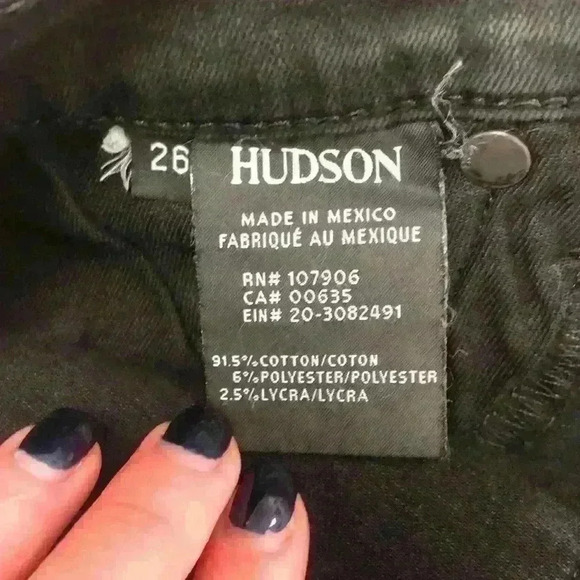 26
HUDSON
MADE IN MEXICO
FABRIQUÉ AU MEXIQUE
RN# 107906
CA# 00635
EIN# 20-3082491
91.5% COTTON/COTON
6% POLYESTER/POLYESTER
2.5% LYCRA/LYCRA